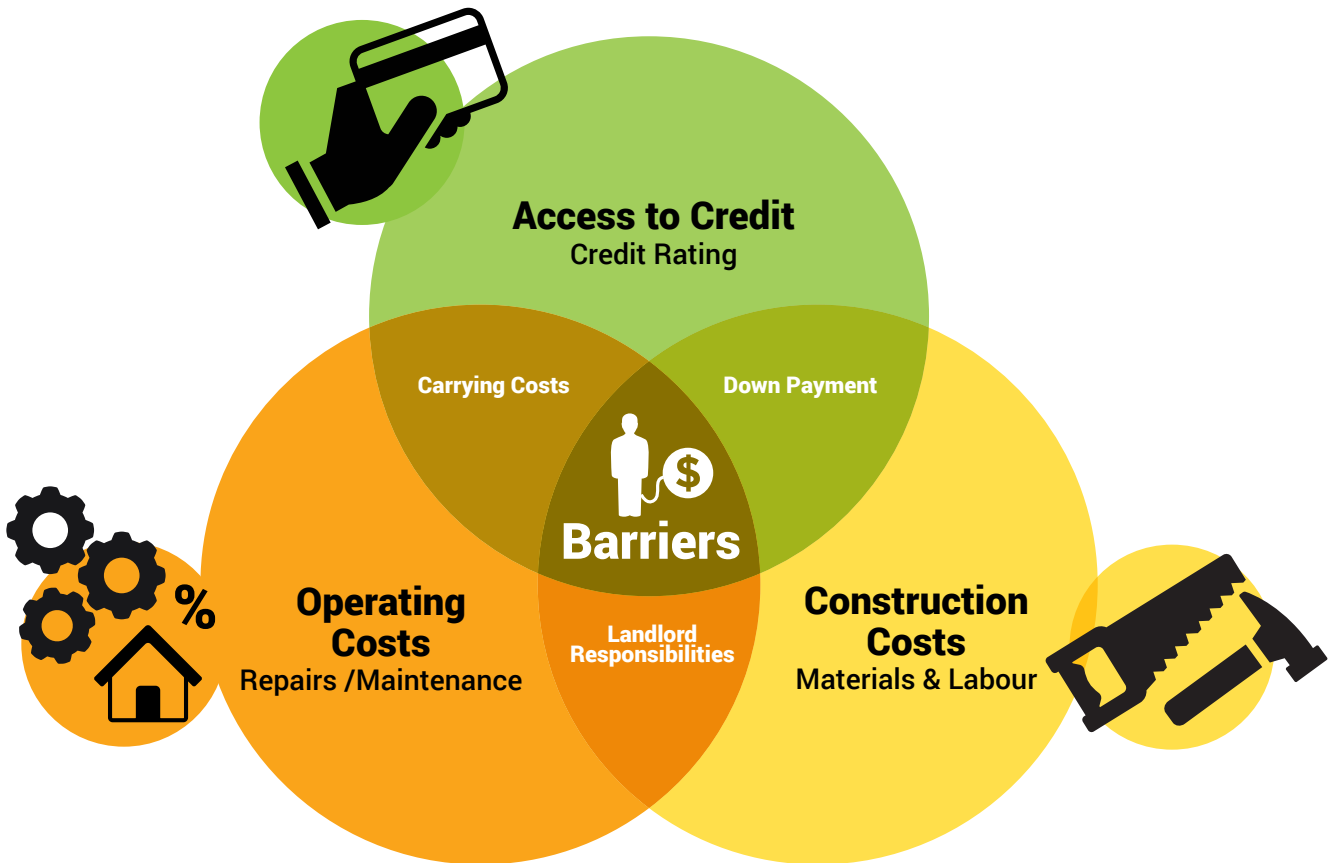 Access to Credit
Credit Rating
Carrying Costs
Down Payment
$
Barriers
%
Operating
Costs
Repairs /Maintenance
Landlord
Responsibilities
Construction
Costs
Materials & Labour